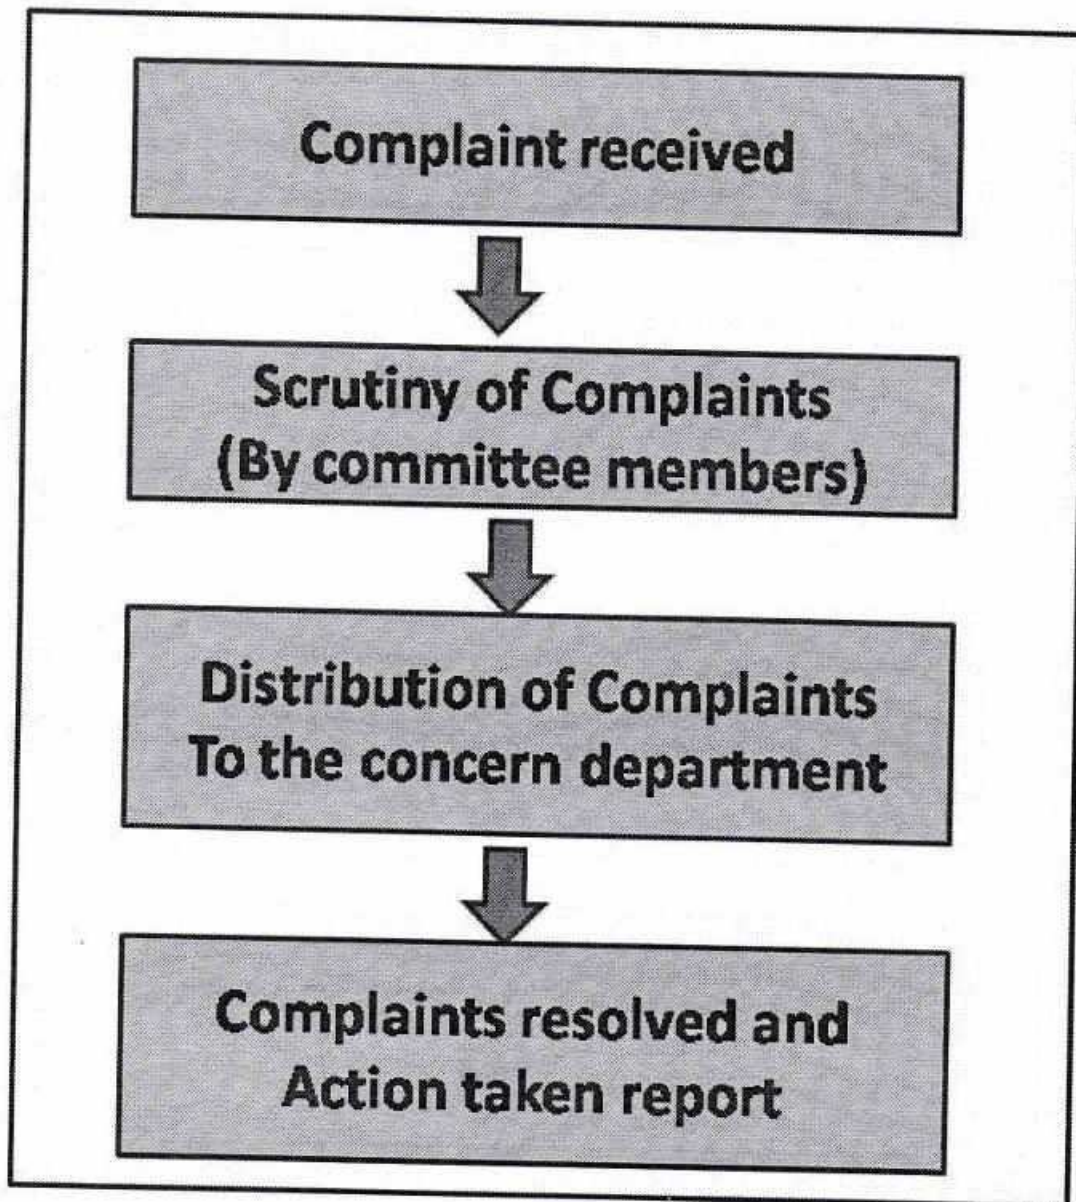 Complaint received
Scrutiny of Complaints
(By committee members)
Distribution of Complaints
To the concern department
Complaints resolved and
Action taken report